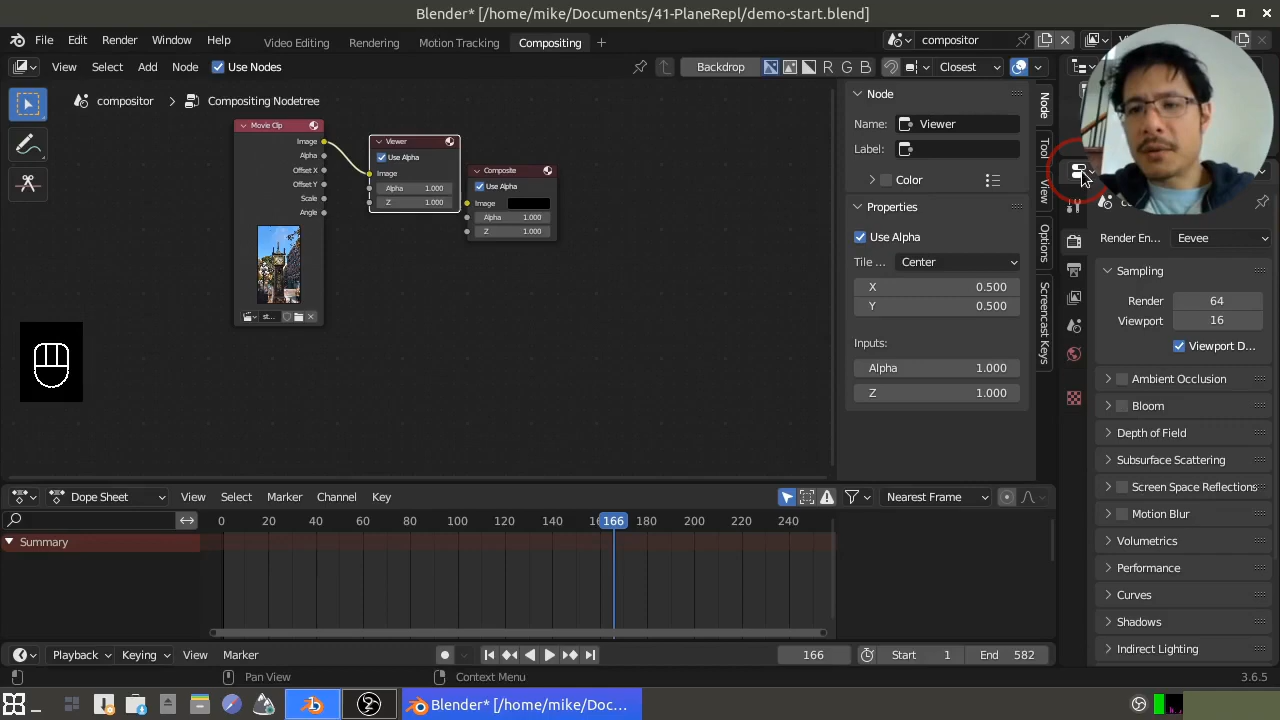 Blender* [/home/mike/Documents/41-PlaneRepl/demo-start.blend]
File Edit Render Window Help Video Editing Rendering Motion Tracking Compositing + compositor
View Select Add Node Use Nodes Backdrop R G B Closest
compositor > Compositing Nodetree
Node
Movie Clip
Image
Alpha
Offset X
Offset Y
Scale
Angle
st...
Viewer
Use Alpha
Image
Alpha 1.000
Z 1.000
Composite
Use Alpha
Image
Alpha 1.000
Z 1.000
Name: Viewer
Label:
Color
Properties
Use Alpha
Tile ... Center
X 0.500
Y 0.500
Inputs:
Alpha 1.000
Z 1.000
Node
Tool
View
Options
Screencast Keys
Render En... Eevee
Sampling
Render 64
Viewport 16
Viewport D...
Ambient Occlusion
Bloom
Depth of Field
Subsurface Scattering
Screen Space Reflections
Motion Blur
Volumetrics
Performance
Curves
Shadows
Indirect Lighting
Dope Sheet View Select Marker Channel Key Nearest Frame
0 20 40 60 80 100 120 140 166 180 200 220 240
Summary
Playback Keying View Marker 166 Start 1 End 582
Pan View Context Menu 3.6.5
Blender* [/home/mike/Doc...